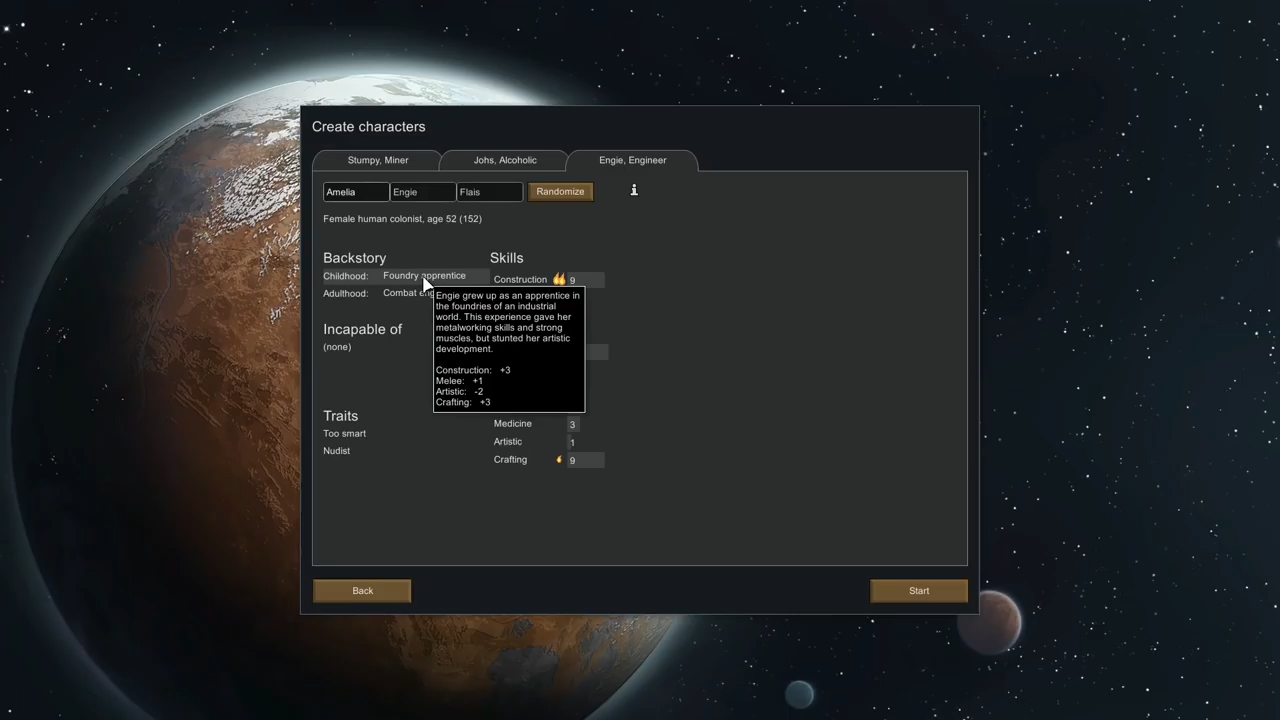 Create characters
Stumpy, Miner
Johs, Alcoholic
Engie, Engineer
Amelia
Engie
Flais
Randomize
Female human colonist, age 52 (152)
Backstory
Childhood: Foundry apprentice
Adulthood: Combat eng
Incapable of
(none)
Traits
Too smart
Nudist
Skills
Construction 9
Engie grew up as an apprentice in
the foundries of an industrial
world. This experience gave her
metalworking skills and strong
muscles, but stunted her artistic
development.
Construction: +3
Melee: +1
Artistic: -2
Crafting: +3
Medicine 3
Artistic 1
Crafting 9
Back
Start